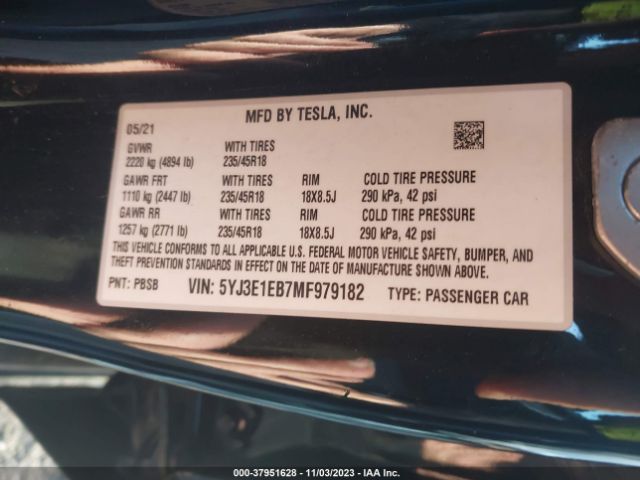 MFD BY TESLA, INC.
05/21
GVWR WITH TIRES
2220 kg (4894 lb) 235/45R18
GAWR FRT WITH TIRES RIM COLD TIRE PRESSURE
1110 kg (2447 lb) 235/45R18 18X8.5J 290 kPa, 42 psi
GAWR RR WITH TIRES RIM COLD TIRE PRESSURE
1257 kg (2771 lb) 235/45R18 18X8.5J 290 kPa, 42 psi
THIS VEHICLE CONFORMS TO ALL APPLICABLE U.S. FEDERAL MOTOR VEHICLE SAFETY, BUMPER, AND
THEFT PREVENTION STANDARDS IN EFFECT ON THE DATE OF MANUFACTURE SHOWN ABOVE.
PNT: PBSB VIN: 5YJ3E1EB7MF979182 TYPE: PASSENGER CAR
000-37951628 - 11/03/2023 - IAA Inc.